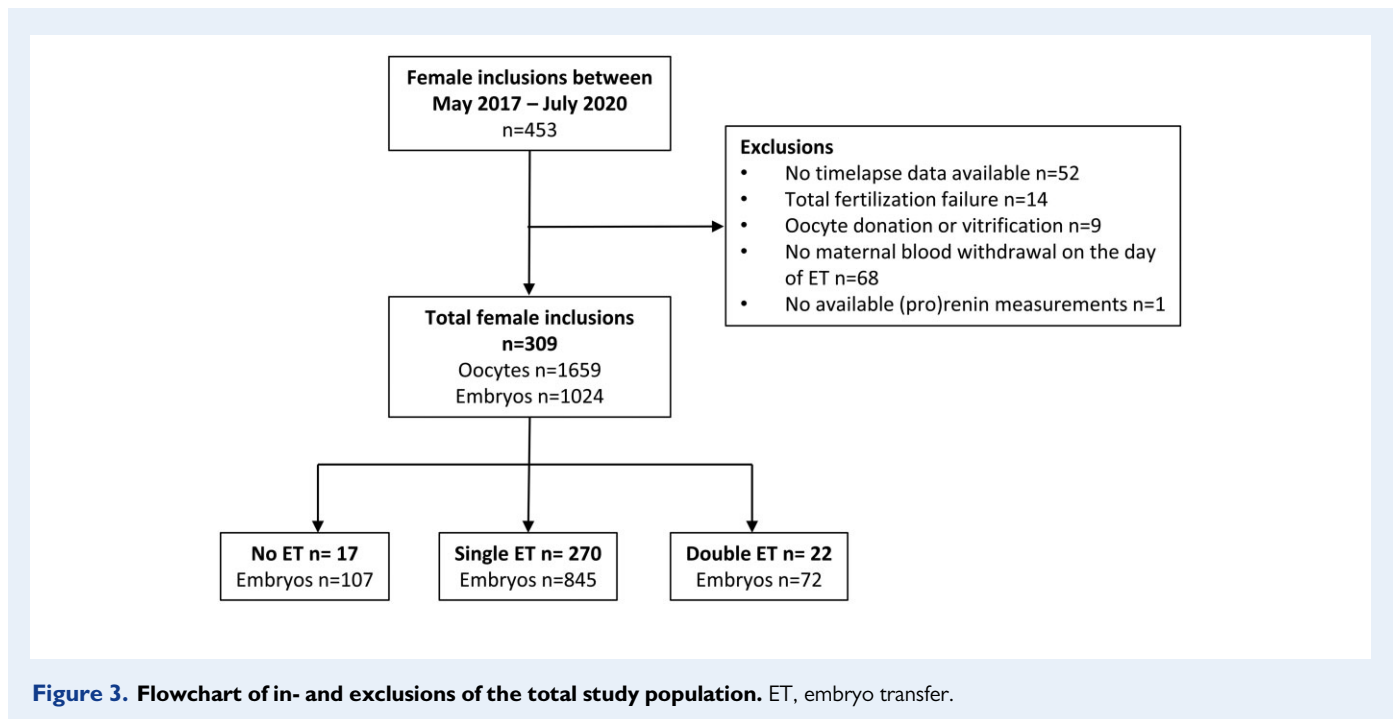 Female inclusions between
May 2017 – July 2020
n=453
Exclusions
• No timelapse data available n=52
• Total fertilization failure n=14
• Oocyte donation or vitrification n=9
• No maternal blood withdrawal on the day
of ET n=68
• No available (pro)renin measurements n=1
Total female inclusions
n=309
Oocytes n=1659
Embryos n=1024
No ET n= 17
Embryos n=107
Single ET n= 270
Embryos n=845
Double ET n= 22
Embryos n=72
Figure 3. Flowchart of in- and exclusions of the total study population. ET, embryo transfer.